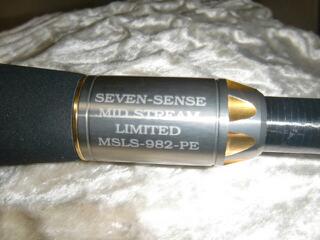 SEVEN-SENSE
MID STREAM
LIMITED
MSLS-982-PE